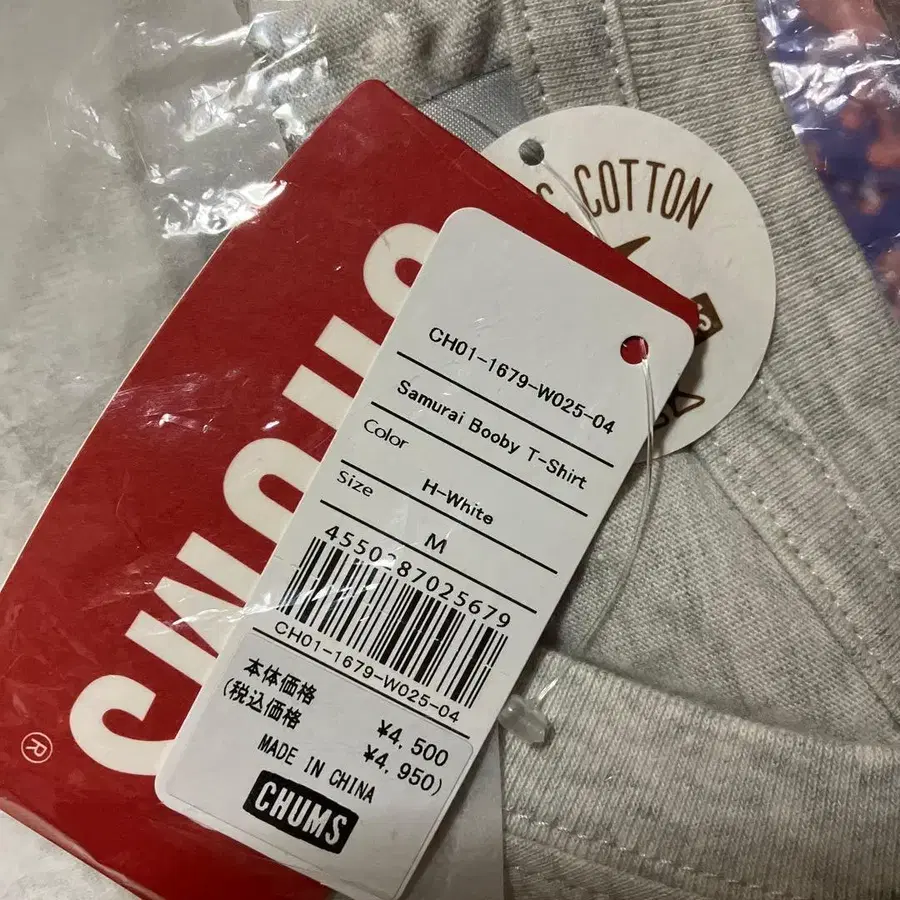 CHUMS
®
COTTON
CH01-1679-W025-04
Samurai Booby T-Shirt
Color
H-White
Size
M
4550287025679
CH01-1679-W025-04
本体価格 ¥4,500
(税込価格 ¥4,950)
MADE IN CHINA
CHUMS